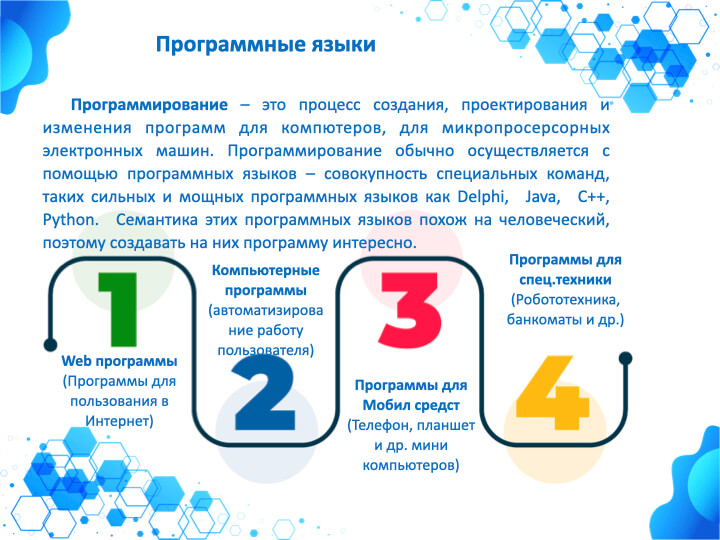 Программные языки
Программирование – это процесс создания, проектирования и
изменения программ для компютеров, для микропросерсорных
электронных машин. Программирование обычно осуществляется с
помощью программных языков – совокупность специальных команд,
таких сильных и мощных программных языков как Delphi, Java, C++,
Python. Семантика этих программных языков похож на человеческий,
поэтому создавать на них программу интересно.
1
Web программы
(Программы для
пользования в
Интернет)
Компьютерные
программы
(автоматизирова
ние работу
пользователя)
2
3
Программы для
Мобил средст
(Телефон, планшет
и др. мини
компьютеров)
Программы для
спец.техники
(Робототехника,
банкоматы и др.)
4